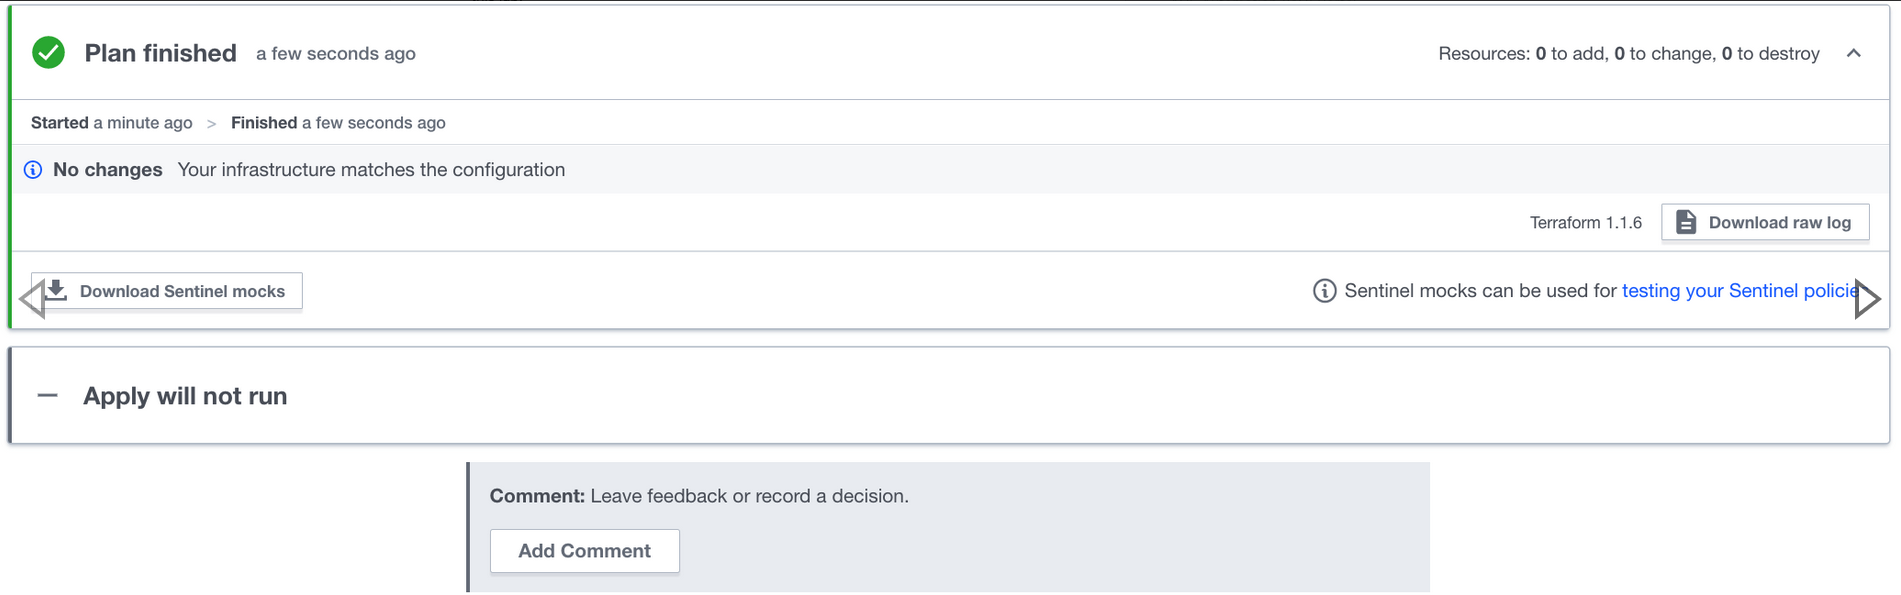 Plan finished a few seconds ago Resources: 0 to add, 0 to change, 0 to destroy
Started a minute ago > Finished a few seconds ago
No changes Your infrastructure matches the configuration
Terraform 1.1.6 Download raw log
Download Sentinel mocks Sentinel mocks can be used for testing your Sentinel policie
Apply will not run
Comment: Leave feedback or record a decision.
Add Comment